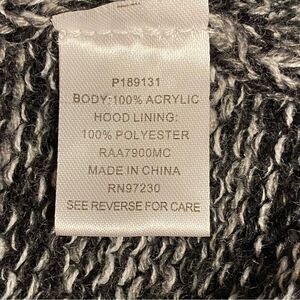 P189131
BODY:100% ACRYLIC
HOOD LINING:
100% POLYESTER
RAA7900MC
MADE IN CHINA
RN97230
SEE REVERSE FOR CARE